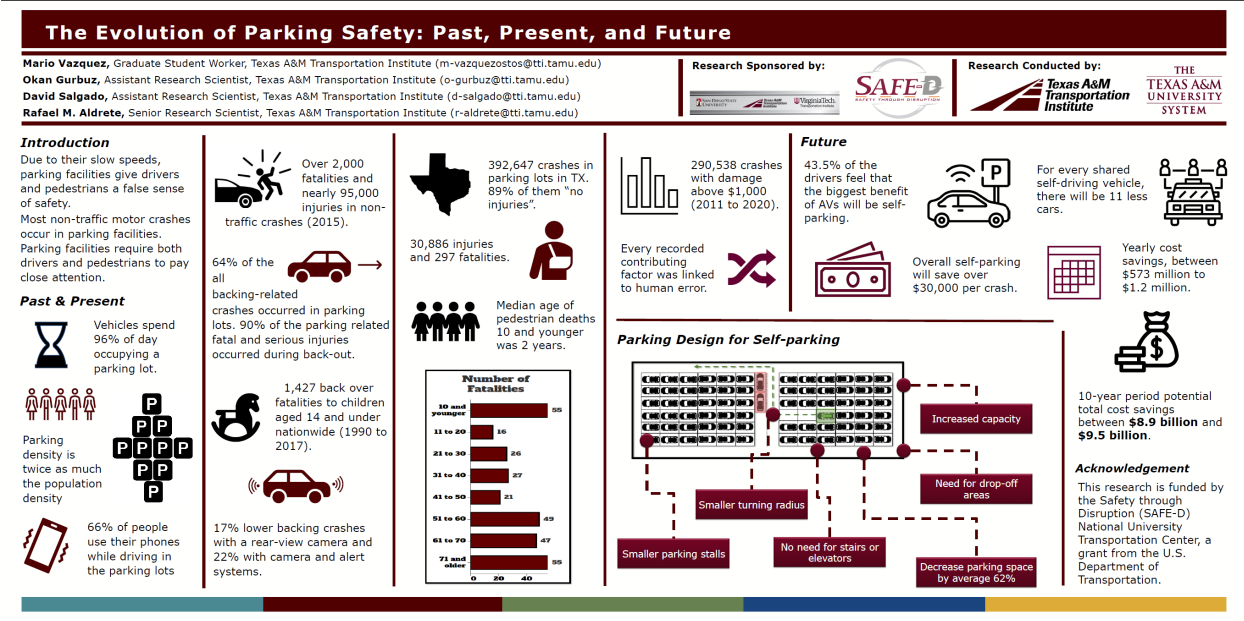 The Evolution of Parking Safety: Past, Present, and Future
Mario Vazquez, Graduate Student Worker, Texas A&M Transportation Institute (m-vazquezostos@tti.tamu.edu)
Okan Gurbuz, Assistant Research Scientist, Texas A&M Transportation Institute (o-gurbuz@tti.tamu.edu)
David Salgado, Assistant Research Scientist, Texas A&M Transportation Institute (d-salgado@tti.tamu.edu)
Rafael M. Aldrete, Senior Research Scientist, Texas A&M Transportation Institute (r-aldrete@tti.tamu.edu)
Research Sponsored by:
SAN DIEGO STATE
UNIVERSITY
Texas A&M
Transportation
Institute
VirginiaTech
Transportation Institute
SAFE-D
SAFETY THROUGH DISRUPTION
Research Conducted by:
Texas A&M
Transportation
Institute
THE
TEXAS A&M
UNIVERSITY
SYSTEM
Introduction
Due to their slow speeds,
parking facilities give drivers
and pedestrians a false sense
of safety.
Most non-traffic motor crashes
occur in parking facilities.
Parking facilities require both
drivers and pedestrians to pay
close attention.
Past & Present
Vehicles spend
96% of day
occupying a
parking lot.
Parking
density is
twice as much
the population
density
P
P P
P P P P
P P
P
66% of people
use their phones
while driving in
the parking lots
Over 2,000
fatalities and
nearly 95,000
injuries in non-
traffic crashes (2015).
64% of the
all
backing-related
crashes occurred in parking
lots. 90% of the parking related
fatal and serious injuries
occurred during back-out.
1,427 back over
fatalities to children
aged 14 and under
nationwide (1990 to
2017).
17% lower backing crashes
with a rear-view camera and
22% with camera and alert
systems.
392,647 crashes in
parking lots in TX.
89% of them “no
injuries”.
30,886 injuries
and 297 fatalities.
Median age of
pedestrian deaths
10 and younger
was 2 years.
Number of
Fatalities
10 and
younger
55
11 to 20
16
21 to 30
26
31 to 40
27
41 to 50
21
51 to 60
49
61 to 70
47
71 and
older
55
0 20 40
290,538 crashes
with damage
above $1,000
(2011 to 2020).
Every recorded
contributing
factor was linked
to human error.
Future
43.5% of the
drivers feel that
the biggest benefit
of AVs will be self-
parking.
P
For every shared
self-driving vehicle,
there will be 11 less
cars.
Overall self-parking
will save over
$30,000 per crash.
Yearly cost
savings, between
$573 million to
$1.2 million.
$
10-year period potential
total cost savings
between $8.9 billion and
$9.5 billion.
Parking Design for Self-parking
Increased capacity
Need for drop-off
areas
Smaller turning radius
Smaller parking stalls
No need for stairs or
elevators
Decrease parking space
by average 62%
Acknowledgement
This research is funded by
the Safety through
Disruption (SAFE-D)
National University
Transportation Center, a
grant from the U.S.
Department of
Transportation.